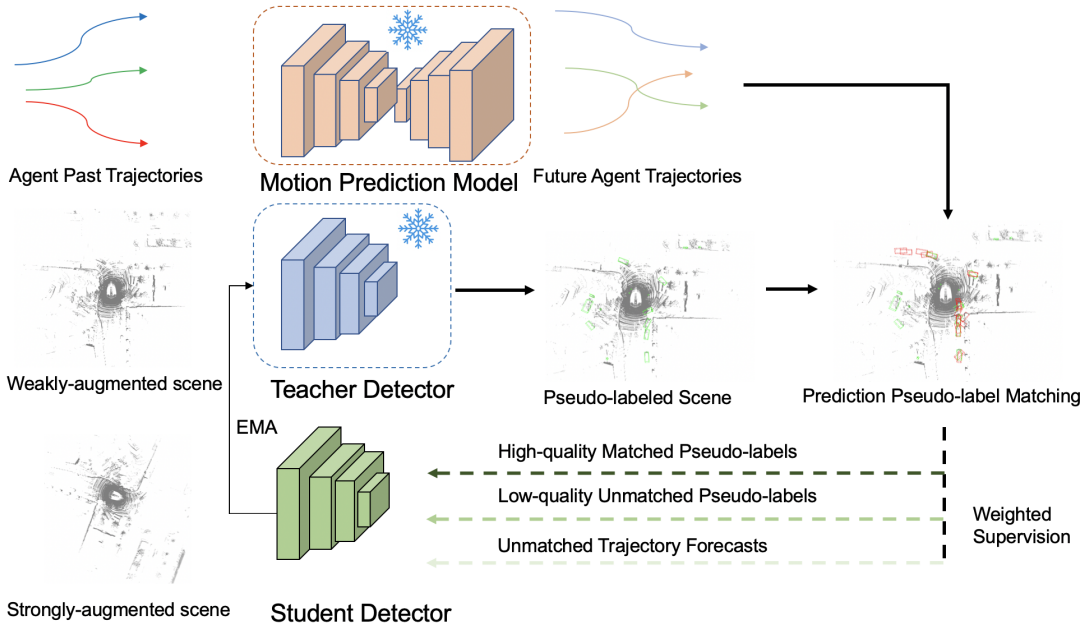 Agent Past Trajectories
Motion Prediction Model
Future Agent Trajectories
Weakly-augmented scene
Teacher Detector
Pseudo-labeled Scene
Prediction Pseudo-label Matching
EMA
High-quality Matched Pseudo-labels
Low-quality Unmatched Pseudo-labels
Unmatched Trajectory Forecasts
Weighted
Supervision
Strongly-augmented scene
Student Detector